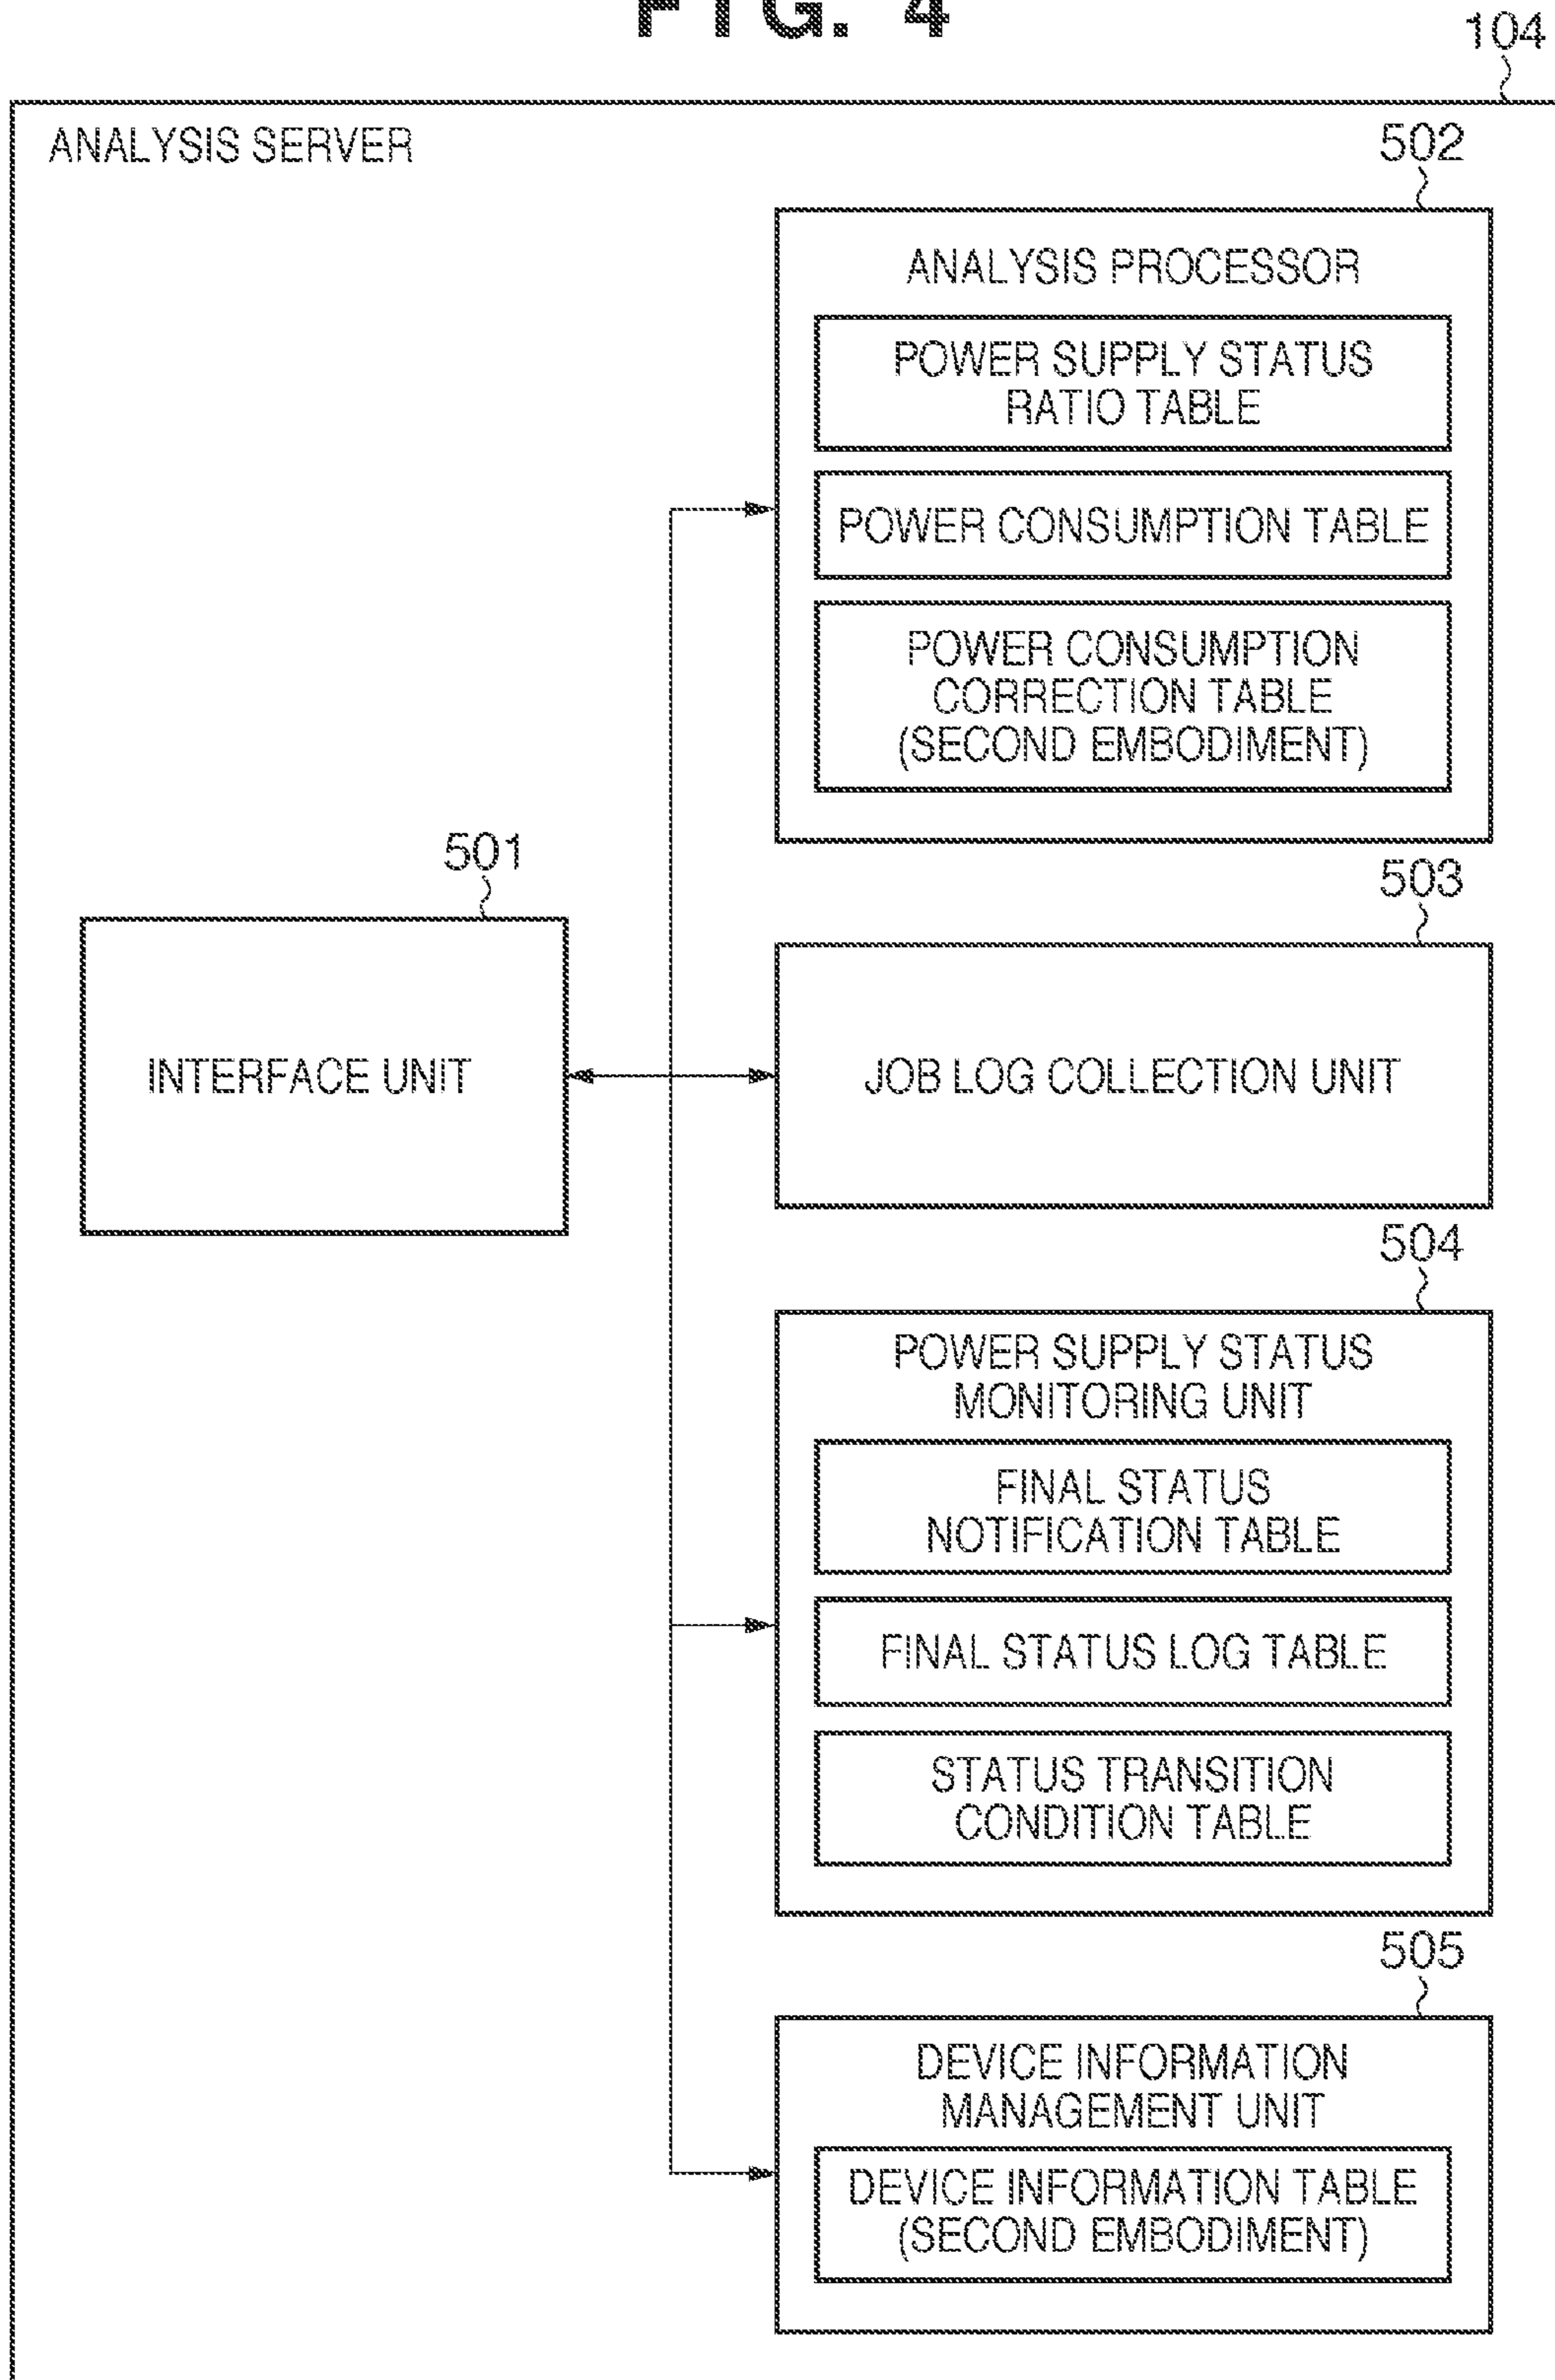 FIG. 4
104
ANALYSIS SERVER
502
ANALYSIS PROCESSOR
POWER SUPPLY STATUS
RATIO TABLE
POWER CONSUMPTION TABLE
POWER CONSUMPTION
CORRECTION TABLE
(SECOND EMBODIMENT)
501
INTERFACE UNIT
503
JOB LOG COLLECTION UNIT
504
POWER SUPPLY STATUS
MONITORING UNIT
FINAL STATUS
NOTIFICATION TABLE
FINAL STATUS LOG TABLE
STATUS TRANSITION
CONDITION TABLE
505
DEVICE INFORMATION
MANAGEMENT UNIT
DEVICE INFORMATION TABLE
(SECOND EMBODIMENT)